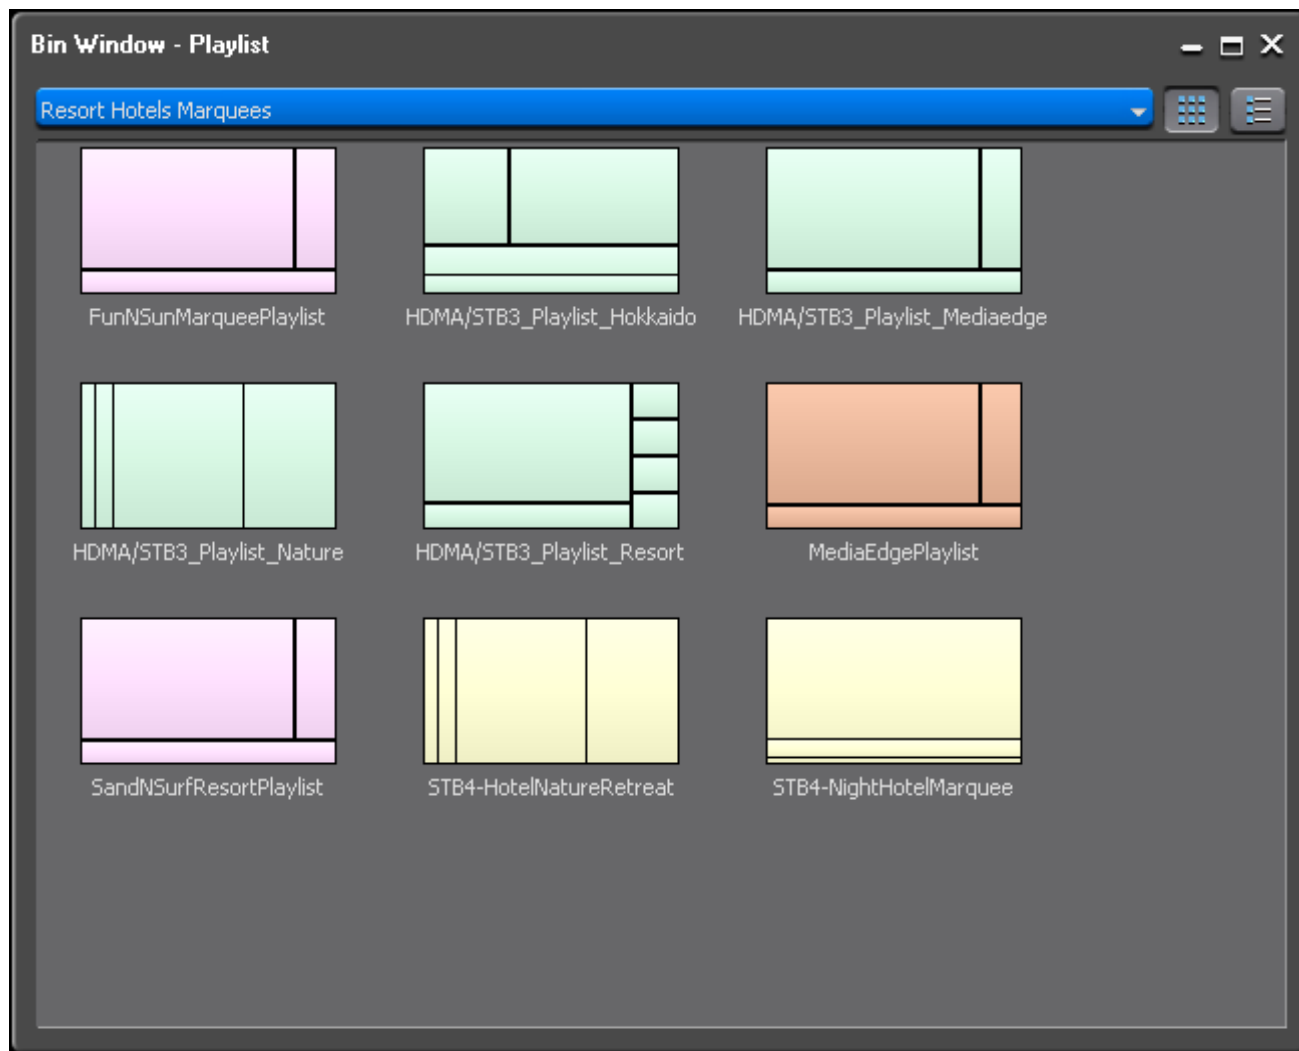 Bin Window - Playlist
Resort Hotels Marquees
FunNSunMarqueePlaylist
HDMA/STB3_Playlist_Hokkaido
HDMA/STB3_Playlist_Mediaedge
HDMA/STB3_Playlist_Nature
HDMA/STB3_Playlist_Resort
MediaEdgePlaylist
SandNSurfResortPlaylist
STB4-HotelNatureRetreat
STB4-NightHotelMarquee